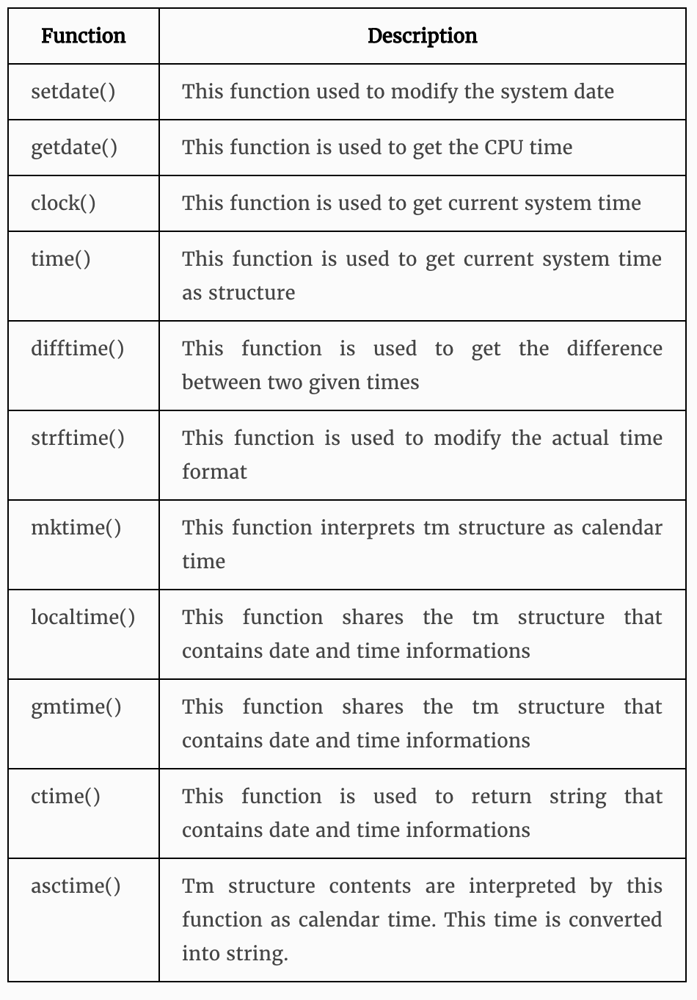 Function Description
setdate() This function used to modify the system date
getdate() This function is used to get the CPU time
clock() This function is used to get current system time
time() This function is used to get current system time
as structure
difftime() This function is used to get the difference
between two given times
strftime() This function is used to modify the actual time
format
mktime() This function interprets tm structure as calendar
time
localtime() This function shares the tm structure that
contains date and time informations
gmtime() This function shares the tm structure that
contains date and time informations
ctime() This function is used to return string that
contains date and time informations
asctime() Tm structure contents are interpreted by this
function as calendar time. This time is converted
into string.